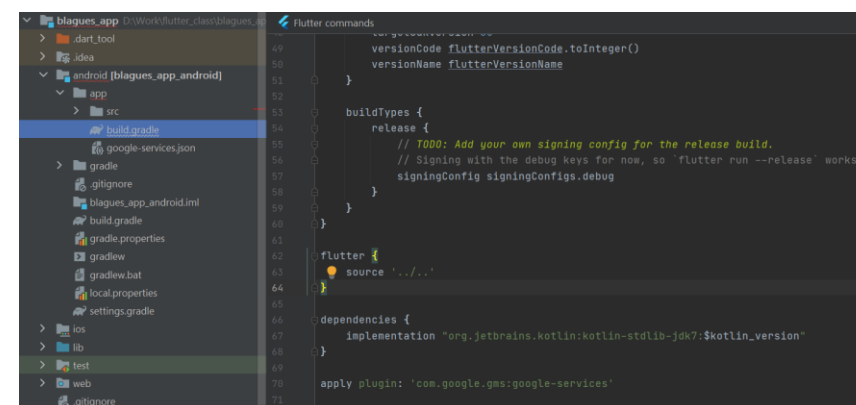 blagues_app D:\Work\flutter_class\blagues_ap
.dart_tool
.idea
android [blagues_app_android]
app
src
build.gradle
google-services.json
gradle
.gitignore
blagues_app_android.iml
build.gradle
gradle.properties
gradlew
gradlew.bat
local.properties
settings.gradle
ios
lib
test
web
.gitignore
Flutter commands
49 versionCode flutterVersionCode.toInteger()
50 versionName flutterVersionName
51 }
52
53 buildTypes {
54 release {
55 // TODO: Add your own signing config for the release build.
56 // Signing with the debug keys for now, so `flutter run --release` works
57 signingConfig signingConfigs.debug
58 }
59 }
60 }
61
62 flutter {
63 source '../..'
64 }
65
66 dependencies {
67 implementation "org.jetbrains.kotlin:kotlin-stdlib-jdk7:$kotlin_version"
68 }
69
70 apply plugin: 'com.google.gms:google-services'
71